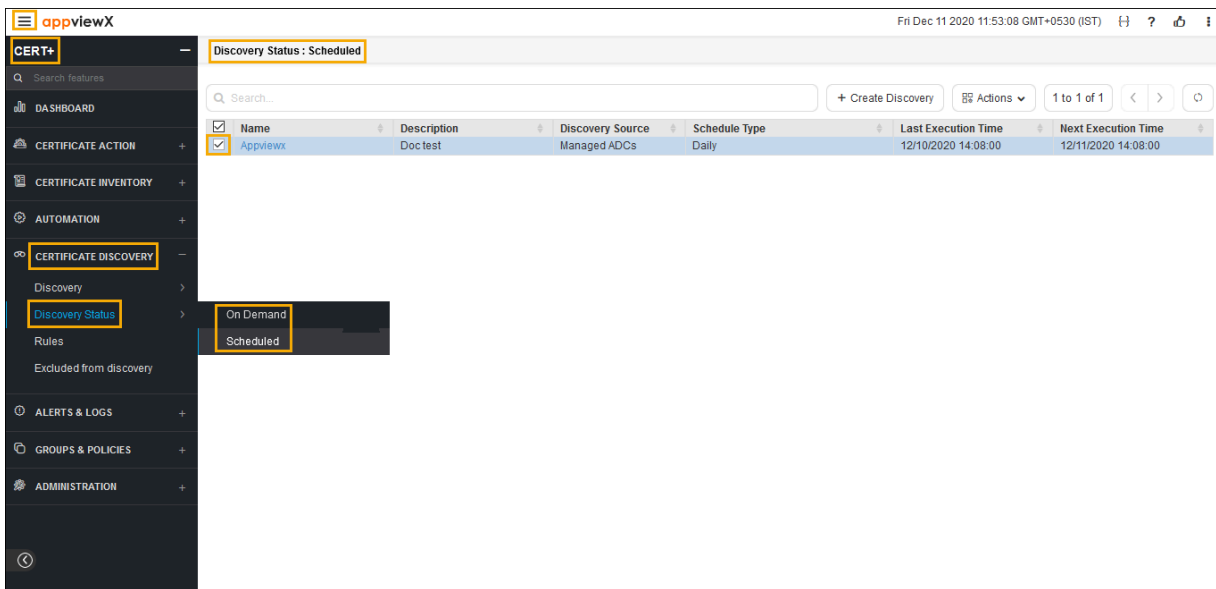 appviewX
Fri Dec 11 2020 11:53:08 GMT+0530 (IST)
?
CERT+
Discovery Status : Scheduled
Search features
Search...
+ Create Discovery
Actions
1 to 1 of 1
DASHBOARD
Name Description Discovery Source Schedule Type Last Execution Time Next Execution Time
Appviewx Doc test Managed ADCs Daily 12/10/2020 14:08:00 12/11/2020 14:08:00
CERTIFICATE ACTION +
CERTIFICATE INVENTORY +
AUTOMATION +
CERTIFICATE DISCOVERY −
Discovery >
Discovery Status >
On Demand
Scheduled
Rules
Excluded from discovery
ALERTS & LOGS +
GROUPS & POLICIES +
ADMINISTRATION +